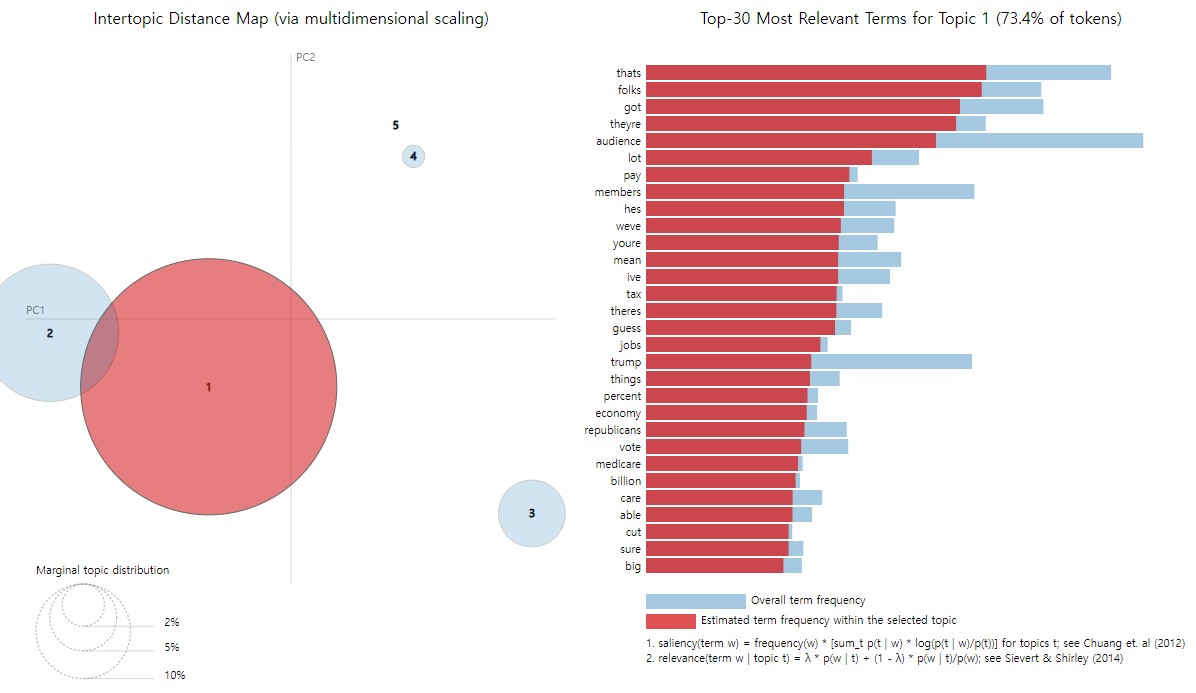 Intertopic Distance Map (via multidimensional scaling)
PC2
5
4
PC1
2
1
3
Marginal topic distribution
2%
5%
10%
Top-30 Most Relevant Terms for Topic 1 (73.4% of tokens)
thats
folks
got
theyre
audience
lot
pay
members
hes
weve
youre
mean
ive
tax
theres
guess
jobs
trump
things
percent
economy
republicans
vote
medicare
billion
care
able
cut
sure
big
Overall term frequency
Estimated term frequency within the selected topic
1. saliency(term w) = frequency(w) * [sum_t p(t | w) * log(p(t | w)/p(t))] for topics t; see Chuang et. al (2012)
2. relevance(term w | topic t) = λ * p(w | t) + (1 - λ) * p(w | t)/p(w); see Sievert & Shirley (2014)